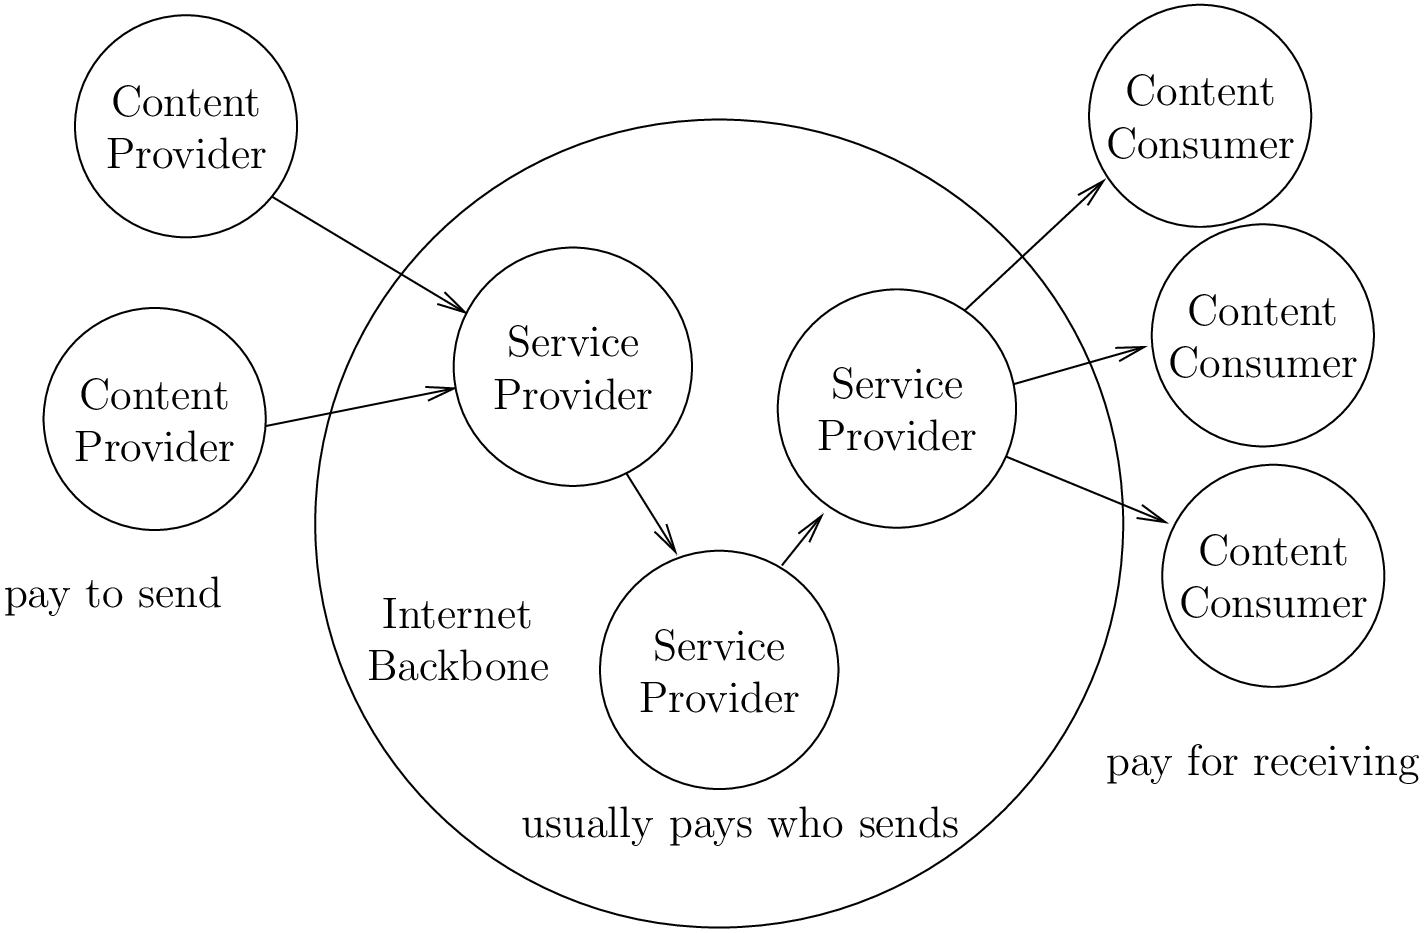 Content
Provider
Content
Provider
pay to send
Service
Provider
Internet
Backbone
Service
Provider
usually pays who sends
Service
Provider
Content
Consumer
Content
Consumer
Content
Consumer
pay for receiving